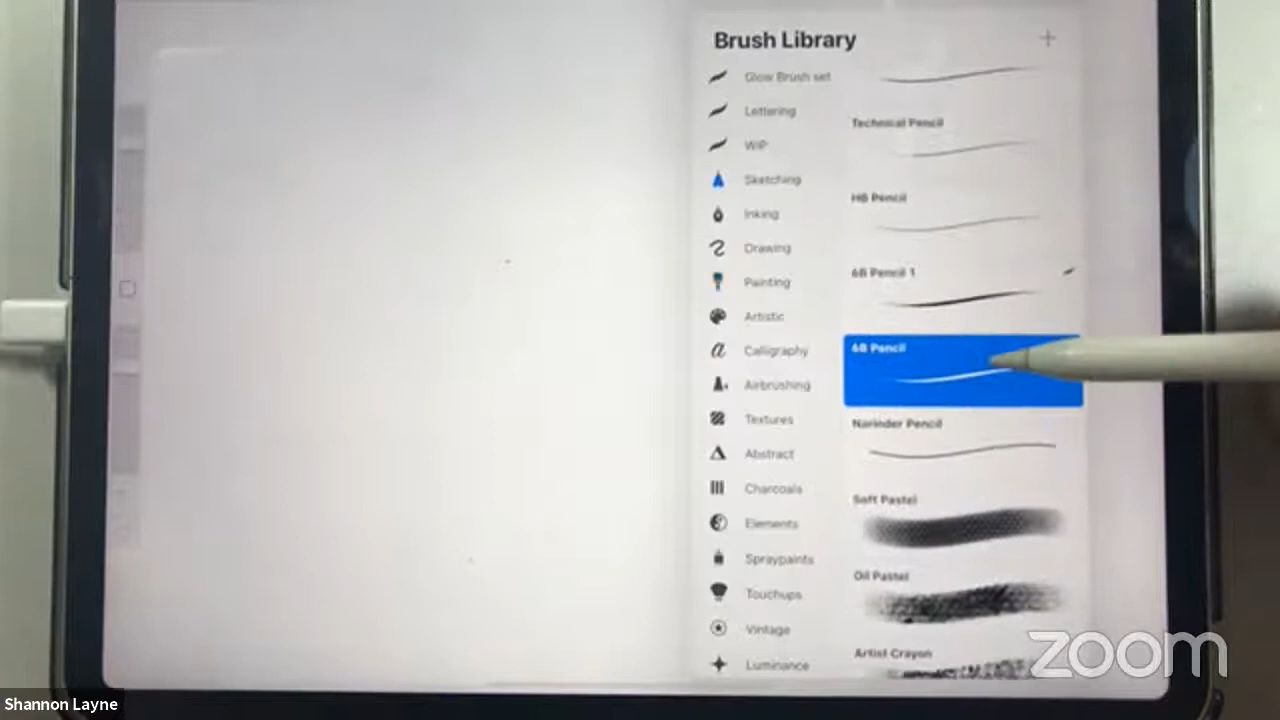 Brush Library
Glow Brush set
Lettering
WIP
Sketching
Inking
Drawing
Painting
Artistic
Calligraphy
Airbrushing
Textures
Abstract
Charcoals
Elements
Spraypaints
Touchups
Vintage
Luminance
Technical Pencil
HB Pencil
6B Pencil 1
6B Pencil
Narinder Pencil
Soft Pastel
Oil Pastel
Artist Crayon
zoom
Shannon Layne